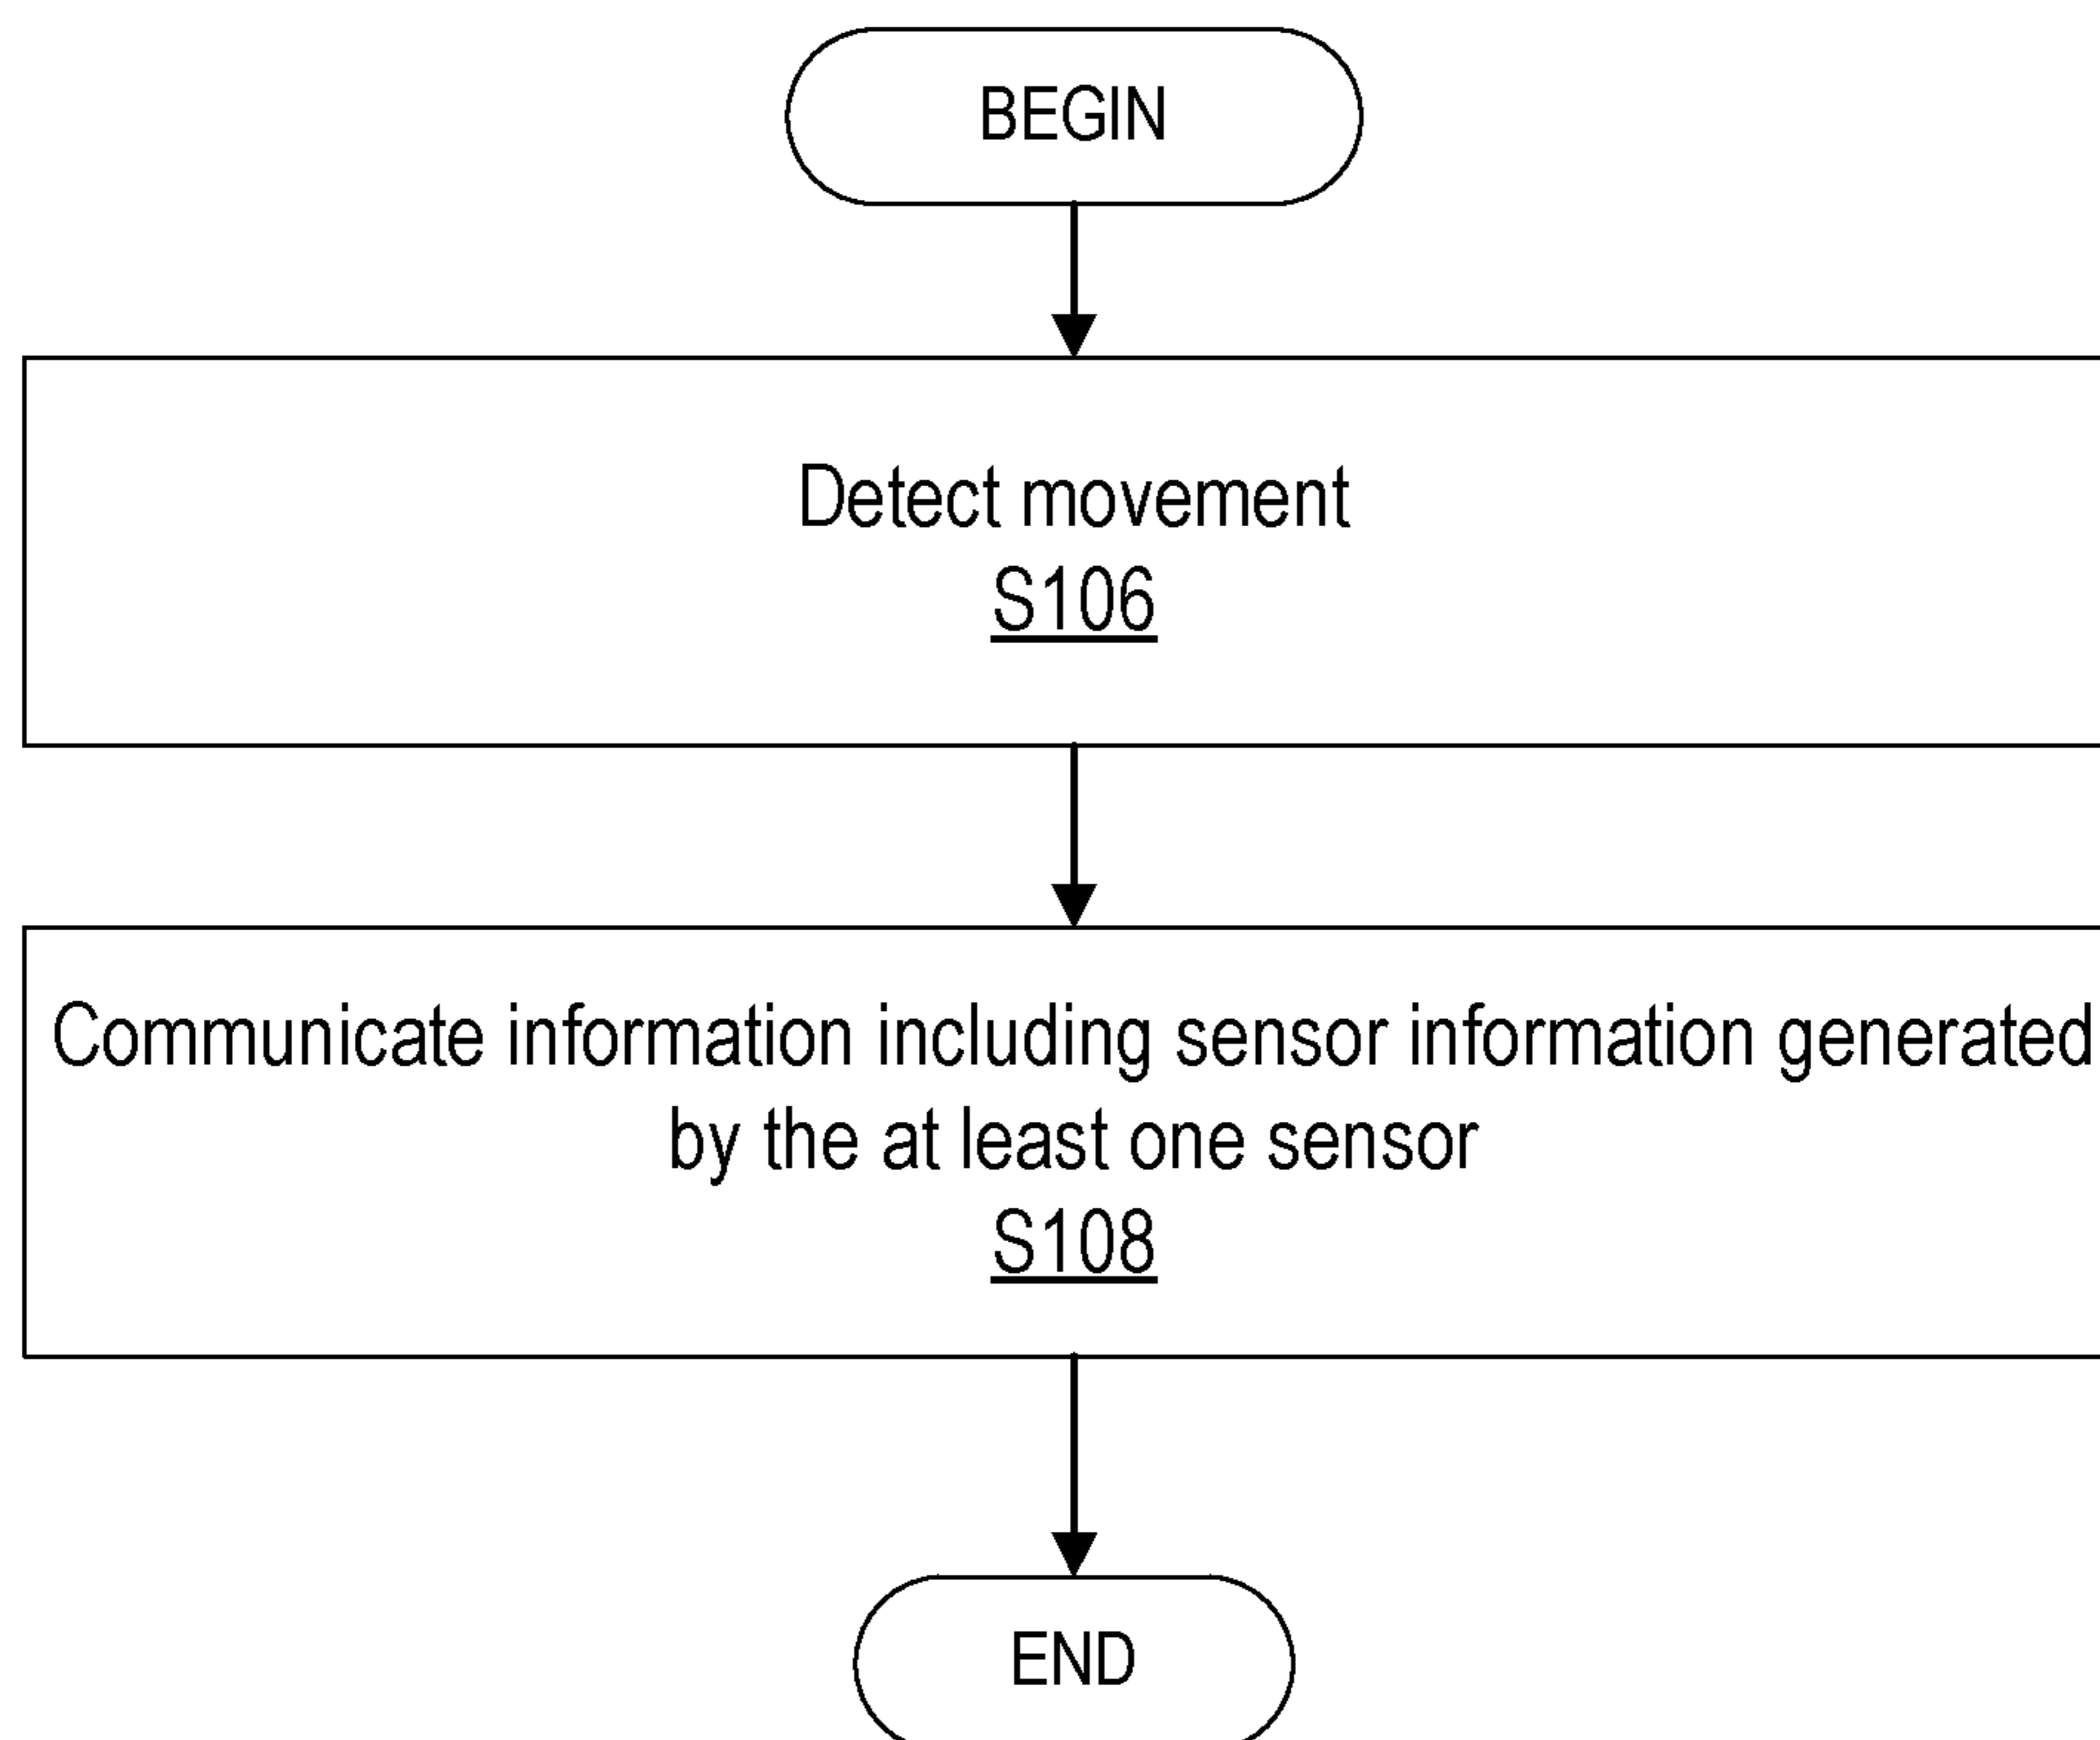 BEGIN
Detect movement
S106
Communicate information including sensor information generated
by the at least one sensor
S108
END